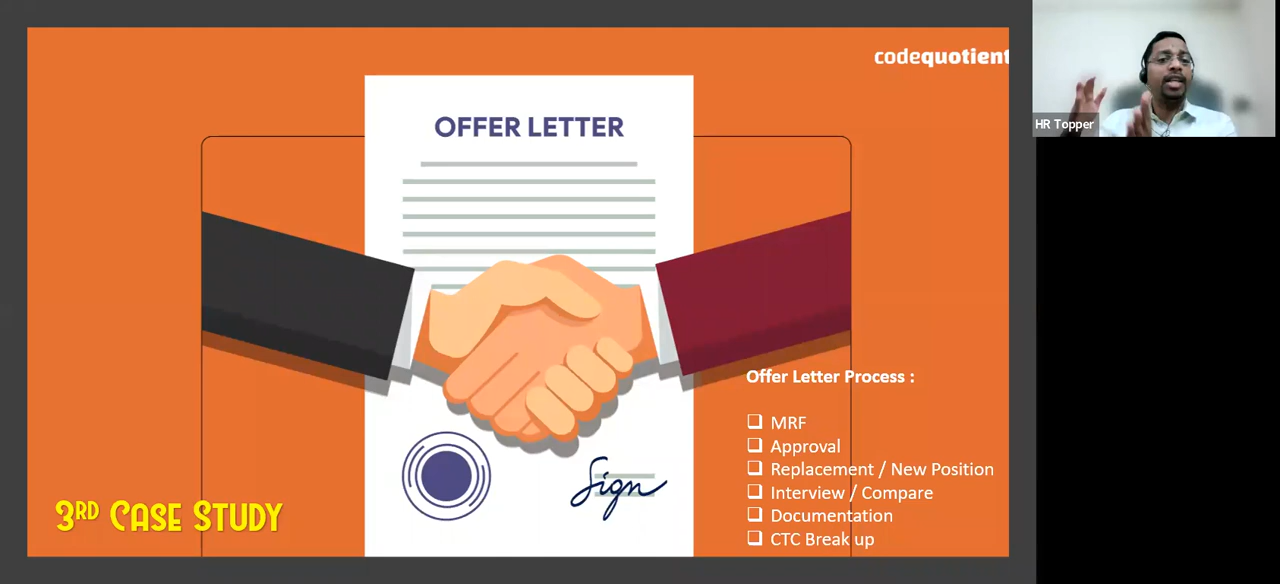 codequotient
OFFER LETTER
Sign
Offer Letter Process :
❑ MRF
❑ Approval
❑ Replacement / New Position
❑ Interview / Compare
❑ Documentation
❑ CTC Break up
3RD CASE STUDY
HR Topper